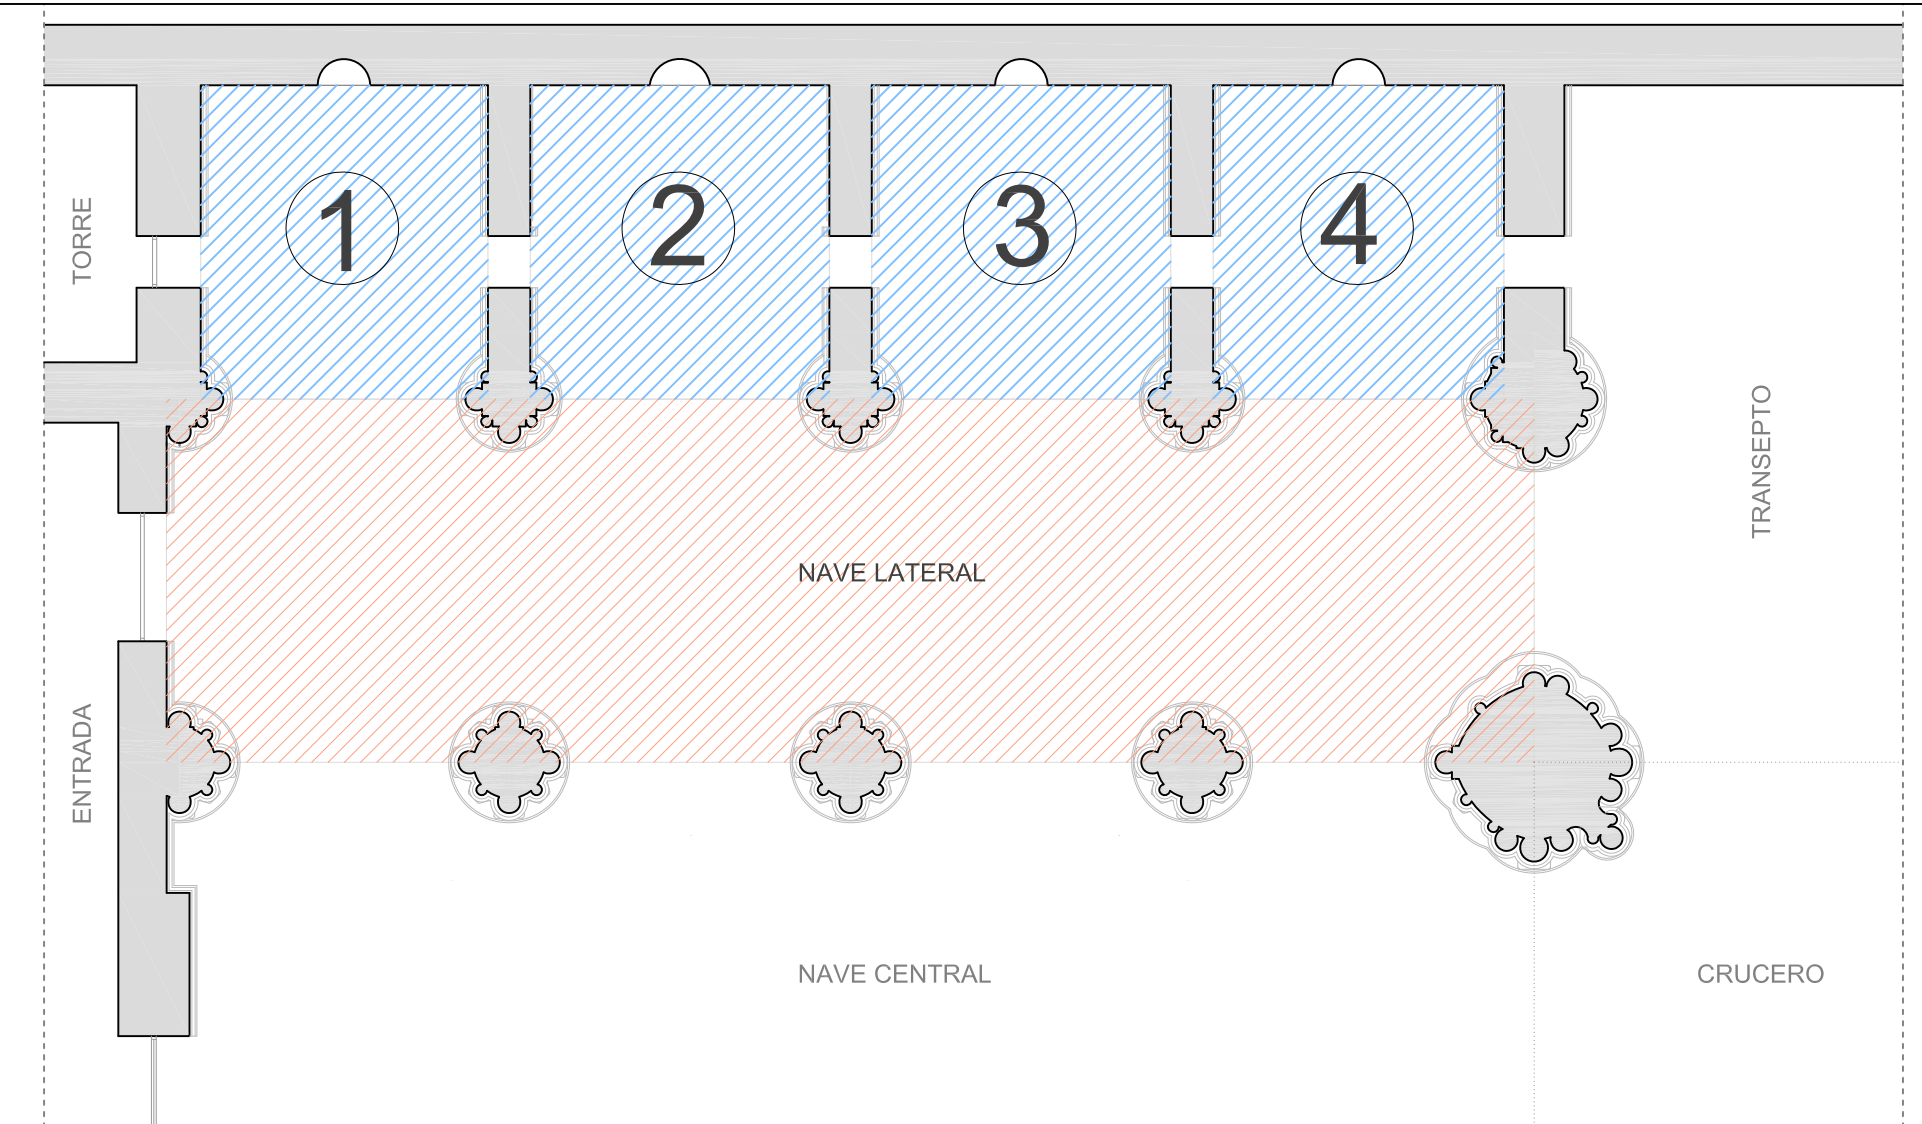 TORRE
1
2
3
4
TRANSEPTO
NAVE LATERAL
ENTRADA
NAVE CENTRAL
CRUCERO